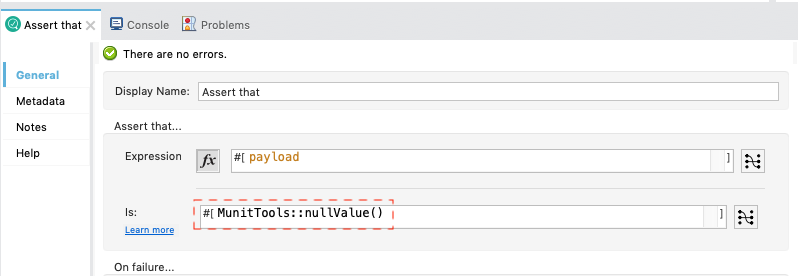 Assert that Console Problems
There are no errors.
General
Metadata
Notes
Help
Display Name: Assert that
Assert that...
Expression fx #[ payload ]
Is: #[ MunitTools::nullValue() ]
Learn more
On failure...